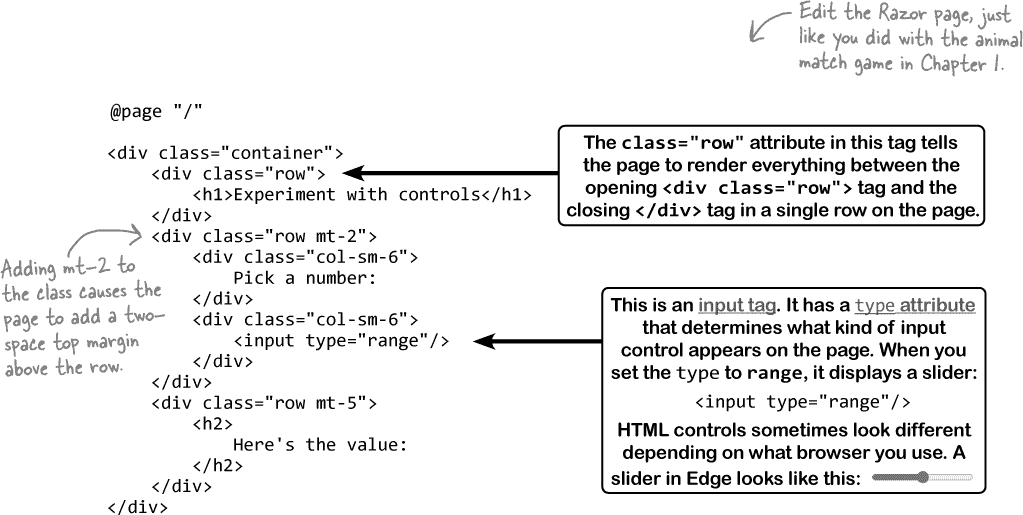 Edit the Razor page, just
like you did with the animal
match game in Chapter 1.
@page "/"
<div class="container">
<div class="row">
<h1>Experiment with controls</h1>
</div>
<div class="row mt-2">
<div class="col-sm-6">
Pick a number:
</div>
<div class="col-sm-6">
<input type="range"/>
</div>
<div class="row mt-5">
<h2>
Here's the value:
</h2>
</div>
</div>
The class="row" attribute in this tag tells
the page to render everything between the
opening <div class="row"> tag and the
closing </div> tag in a single row on the page.
Adding mt-2 to
the class causes the
page to add a two-
space top margin
above the row.
This is an input tag. It has a type attribute
that determines what kind of input
control appears on the page. When you
set the type to range, it displays a slider:
<input type="range"/>
HTML controls sometimes look different
depending on what browser you use. A
slider in Edge looks like this: